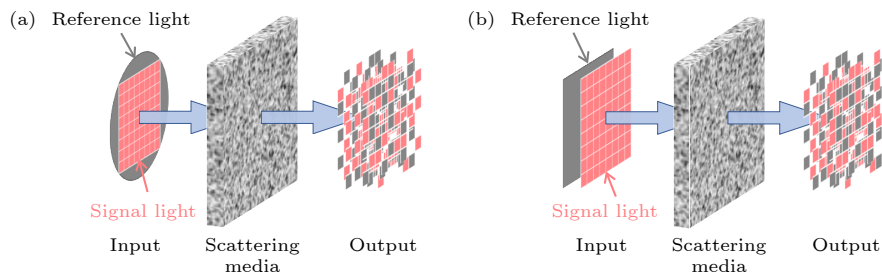 (a)
Reference light
Signal light
Input
Scattering
media
Output
(b)
Reference light
Signal light
Input
Scattering
media
Output